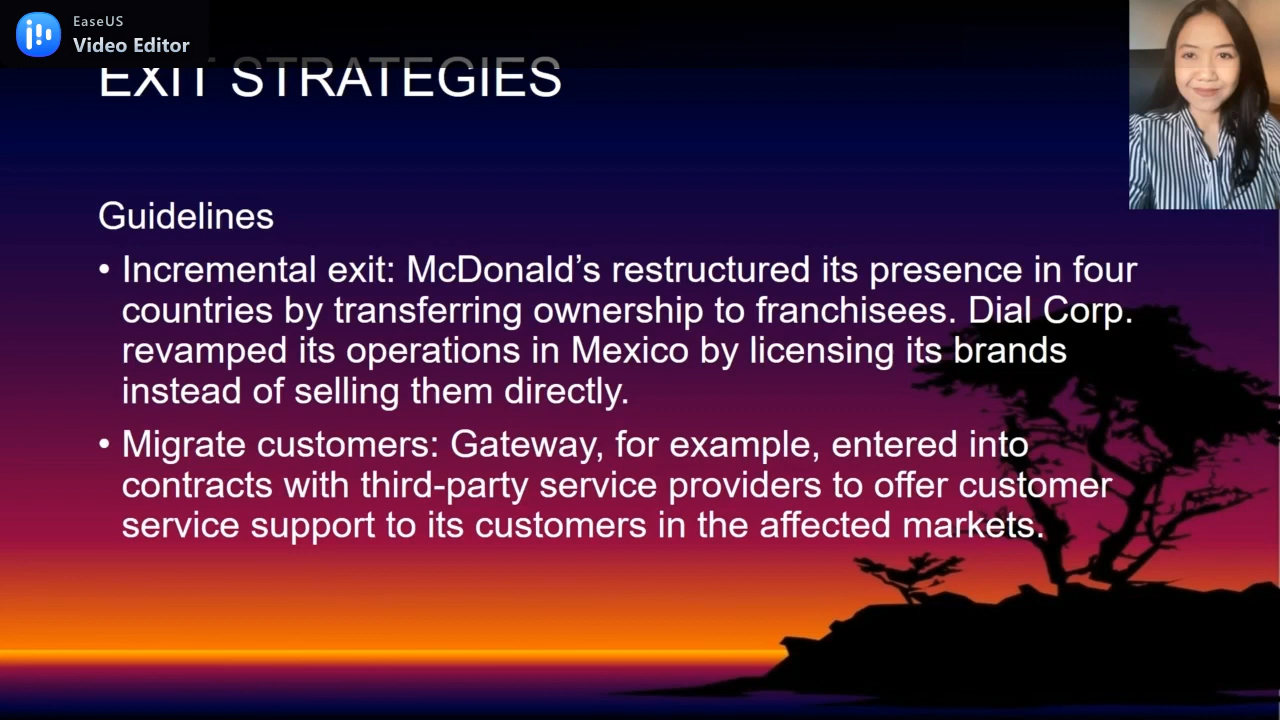 EaseUS
Video Editor
EXIT STRATEGIES
Guidelines
• Incremental exit: McDonald’s restructured its presence in four
countries by transferring ownership to franchisees. Dial Corp.
revamped its operations in Mexico by licensing its brands
instead of selling them directly.
• Migrate customers: Gateway, for example, entered into
contracts with third-party service providers to offer customer
service support to its customers in the affected markets.